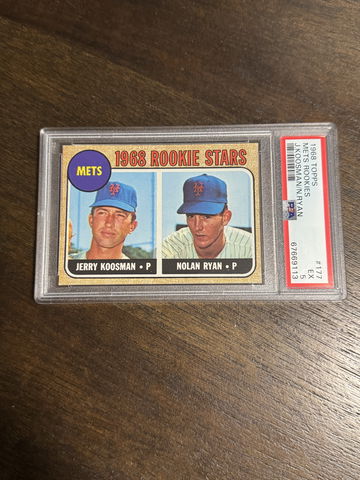 1968 ROOKIE STARS
METS
JERRY KOOSMAN • P
NOLAN RYAN • P
1968 TOPPS
METS ROOKIES
J.KOOSMAN/N.RYAN
PSA
#177
EX
5
67669113